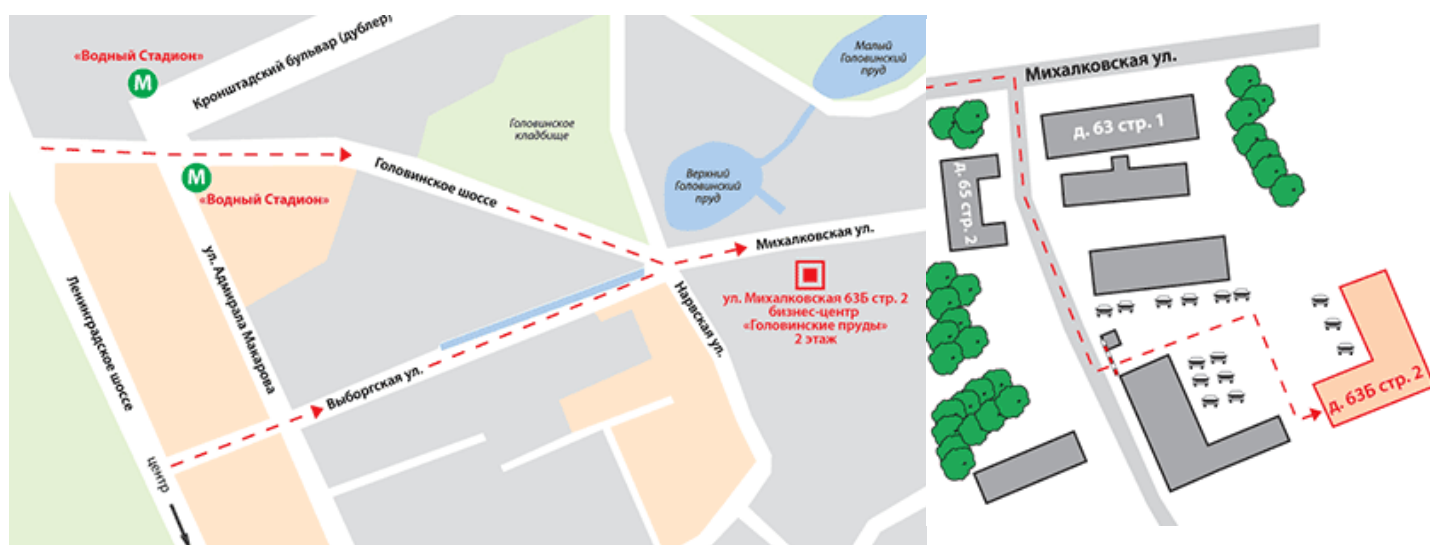 «Водный Стадион»
М
Кронштадский бульвар (дублер)
Малый
Головинский
пруд
Головинское
кладбище
Головинское шоссе
М
«Водный Стадион»
Верхний
Головинский
пруд
Михалковская ул.
ул. Михалковская 63Б стр. 2
бизнес-центр
«Головинские пруды»
2 этаж
Ленинградское шоссе
ул. Адмирала Макарова
Нарвская ул.
Выборгская ул.
центр
Михалковская ул.
д. 63 стр. 1
д. 65 стр. 2
д. 63Б стр. 2